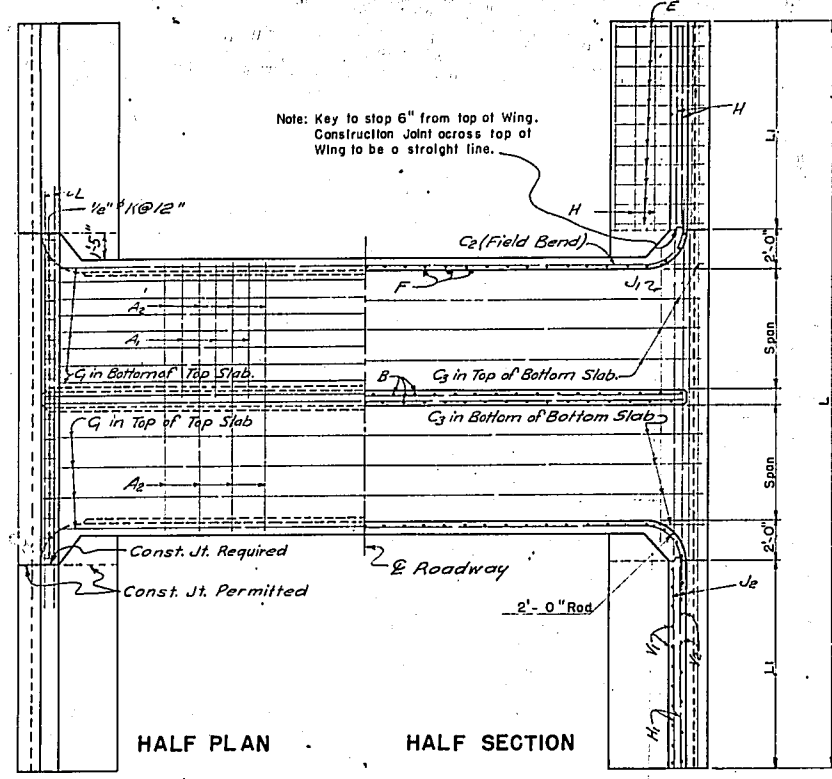 E
Note: Key to stop 6" from top of Wing.
Construction Joint across top of
Wing to be a straight line.
H
L1
L
1/2" ⌀ K@12"
1'-5"
H
C2 (Field Bend)
2'-0"
J1
F
A2
A1
Span
G in Bottom of Top Slab.
B
C3 in Top of Bottom Slab.
L
G in Top of Top Slab
C3 in Bottom of Bottom Slab
A2
Span
Const. Jt. Required
℄ Roadway
2'-0"
Const. Jt. Permitted
2'-0" Rad
J2
V1
V2
L1
H1
HALF PLAN
HALF SECTION